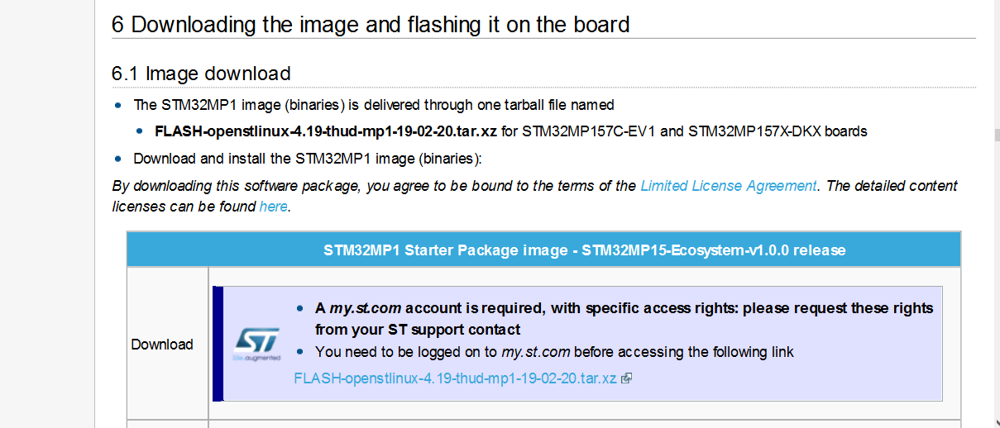 6 Downloading the image and flashing it on the board
6.1 Image download
The STM32MP1 image (binaries) is delivered through one tarball file named
FLASH-openstlinux-4.19-thud-mp1-19-02-20.tar.xz for STM32MP157C-EV1 and STM32MP157X-DKX boards
Download and install the STM32MP1 image (binaries):
By downloading this software package, you agree to be bound to the terms of the Limited License Agreement. The detailed content
licenses can be found here.
STM32MP1 Starter Package image - STM32MP15-Ecosystem-v1.0.0 release
Download
ST
life.augmented
A my.st.com account is required, with specific access rights: please request these rights
from your ST support contact
You need to be logged on to my.st.com before accessing the following link
FLASH-openstlinux-4.19-thud-mp1-19-02-20.tar.xz